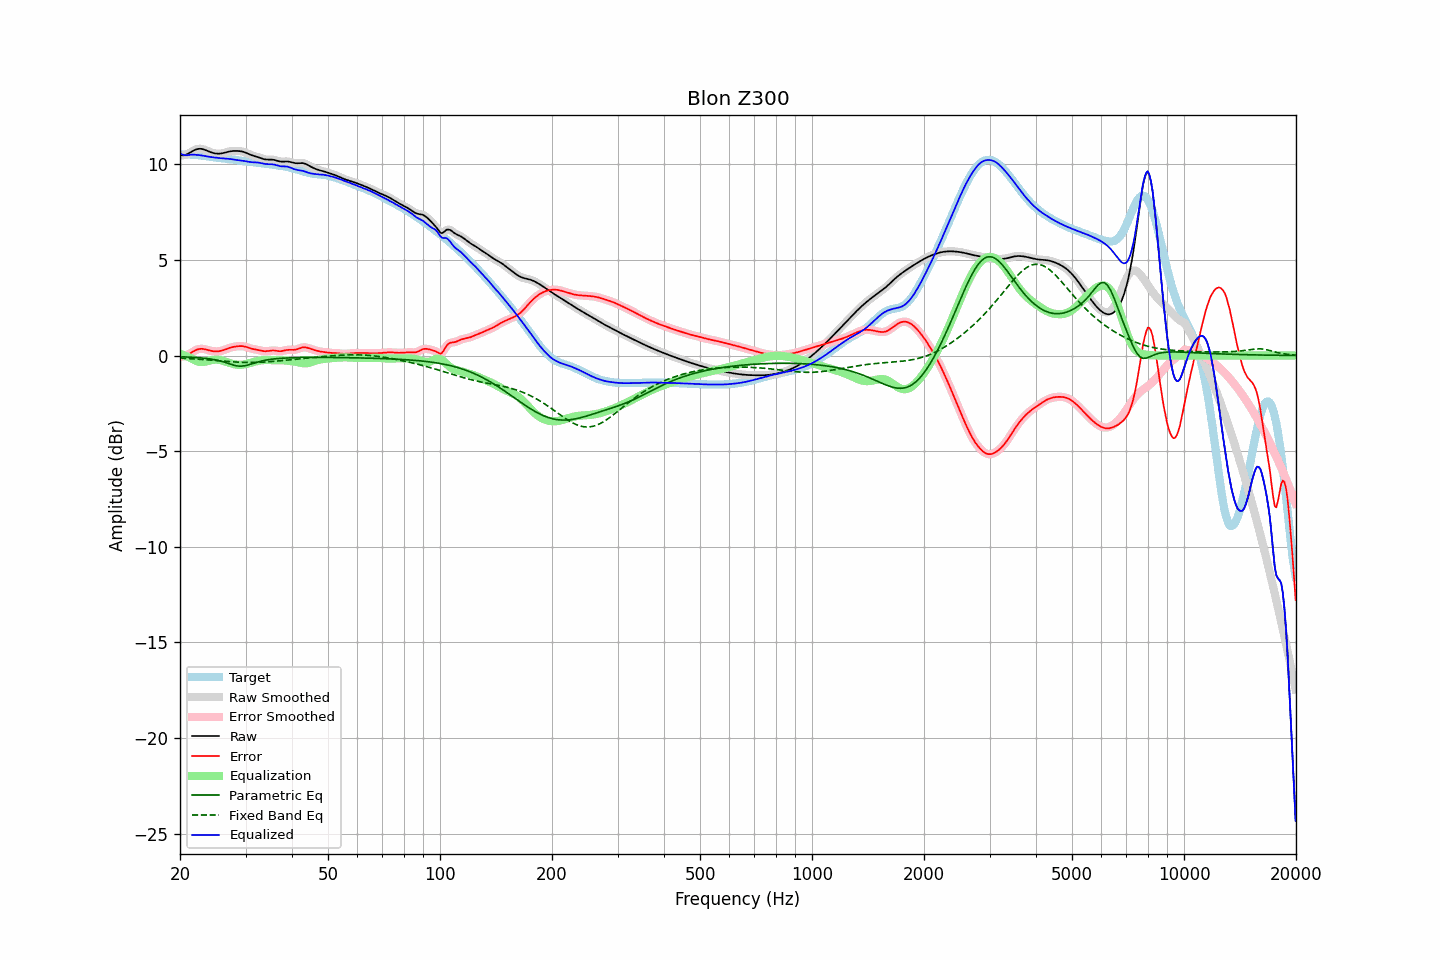 Blon Z300
Amplitude (dBr)
10
5
0
−5
−10
−15
−20
−25
Target
Raw Smoothed
Error Smoothed
Raw
Error
Equalization
Parametric Eq
Fixed Band Eq
Equalized
20 50 100 200 500 1000 2000 5000 10000 20000
Frequency (Hz)